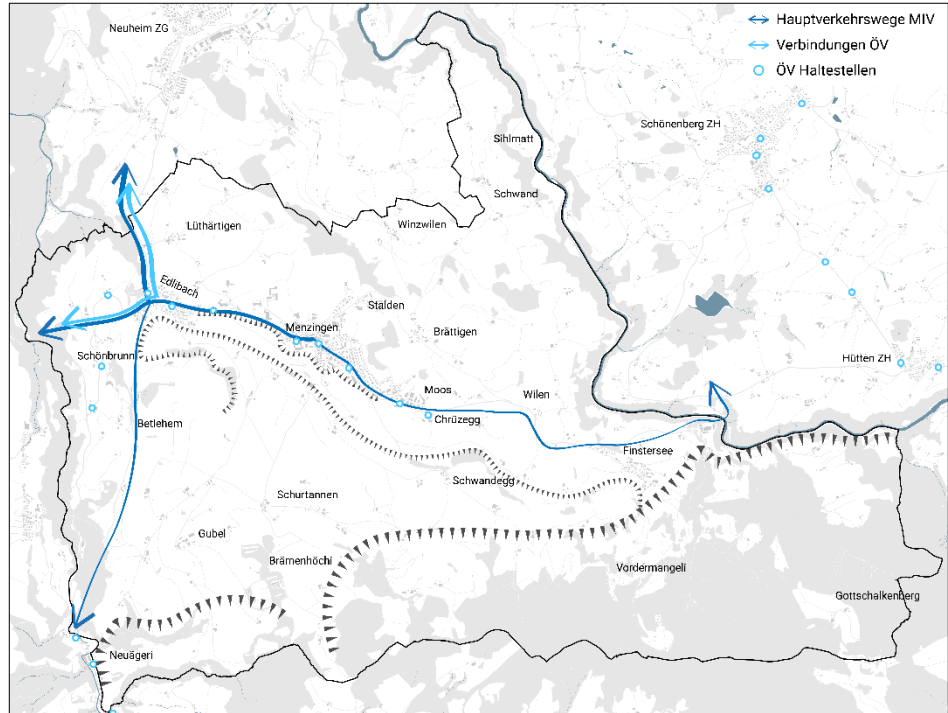 Neuheim ZG
Hauptverkehrswege MIV
Verbindungen ÖV
ÖV Haltestellen
Schönenberg ZH
Sihlmatt
Schwand
Lüthärtigen
Winzwilen
Edlibach
Stalden
Menzingen
Brättigen
Schönbrunn
Hütten ZH
Moos
Wilen
Betlehem
Chrüzegg
Finstersee
Schwandegg
Schurtannen
Gubel
Brämenhöchi
Vordermangeli
Gottschalkenberg
Neuägeri